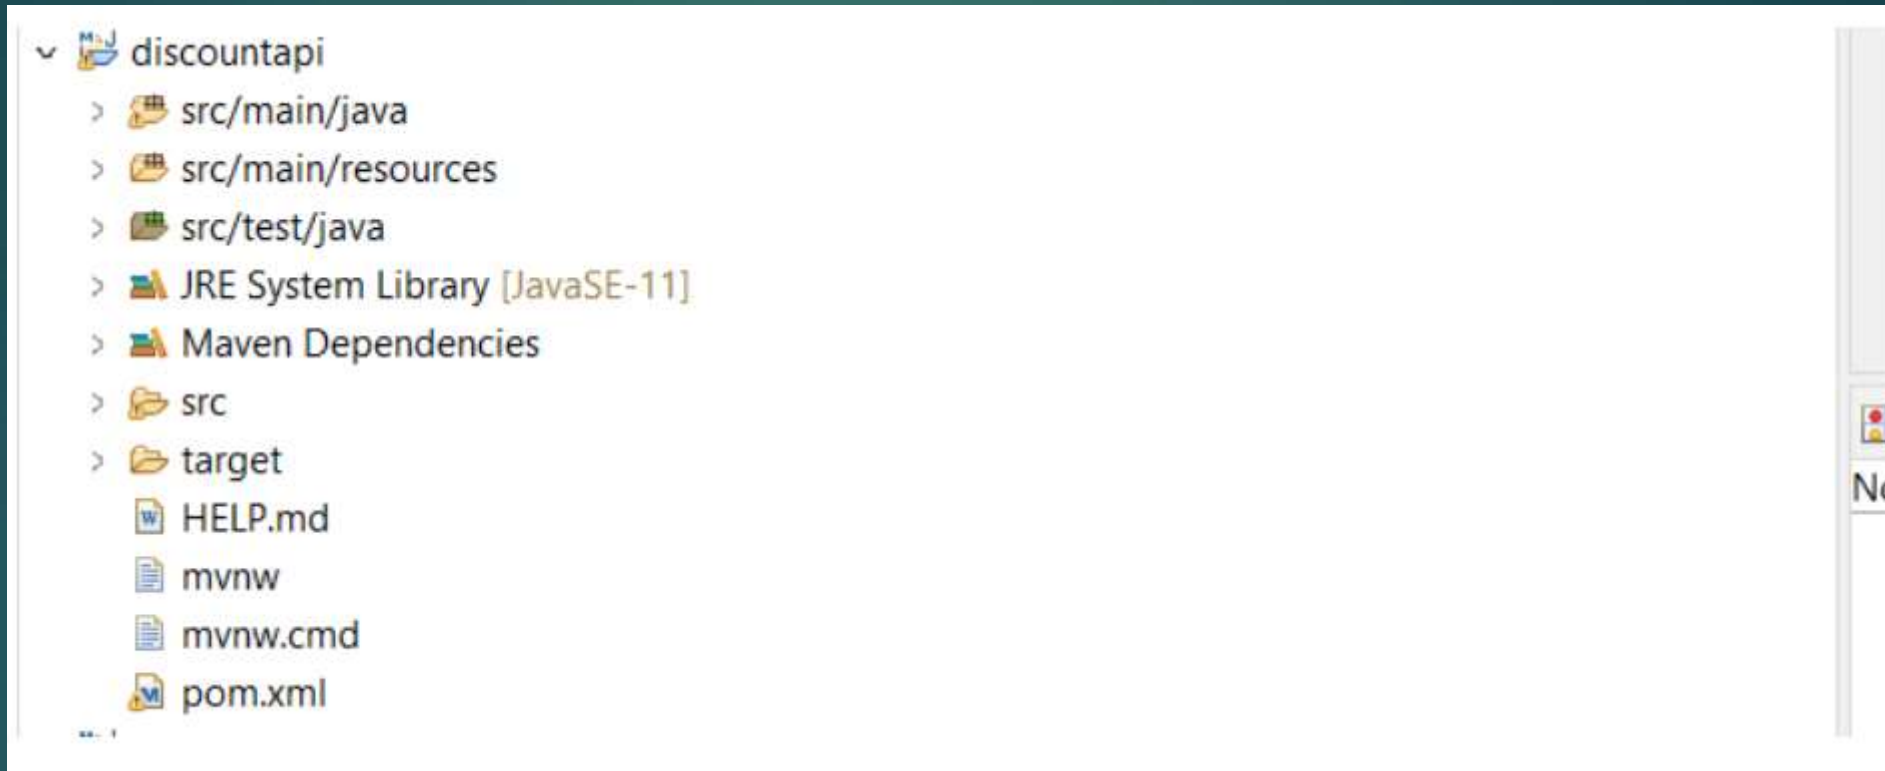 discountapi
src/main/java
src/main/resources
src/test/java
JRE System Library [JavaSE-11]
Maven Dependencies
src
target
HELP.md
mvnw
mvnw.cmd
pom.xml